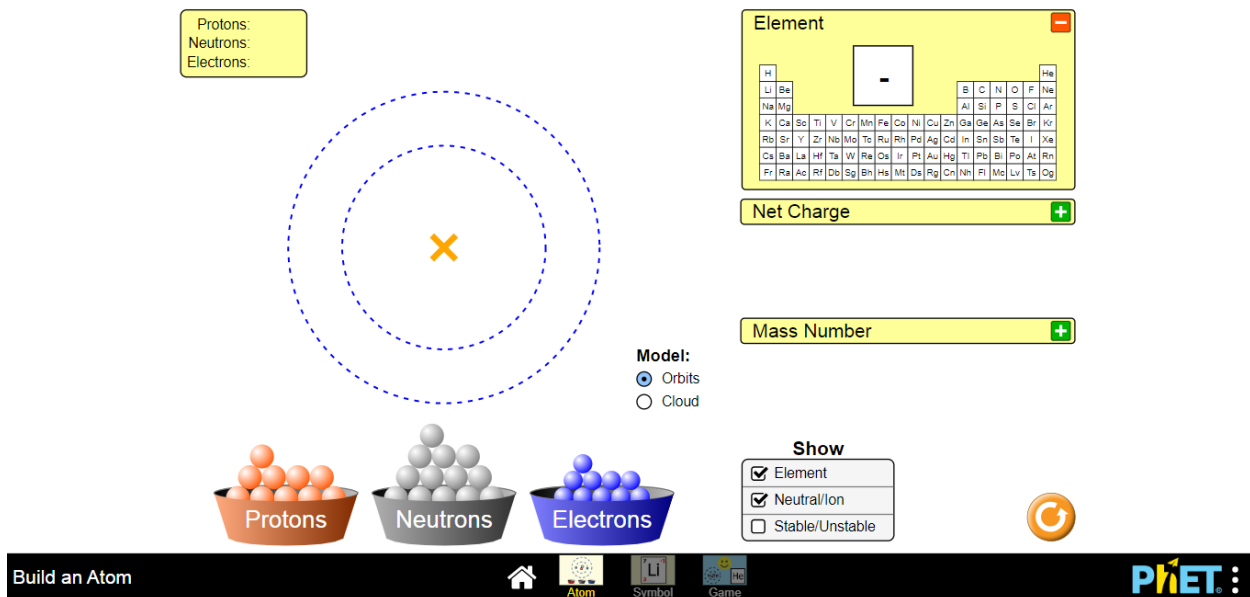 Protons:
Neutrons:
Electrons:
Element
-
H He
Li Be B C N O F Ne
Na Mg Al Si P S Cl Ar
K Ca Sc Ti V Cr Mn Fe Co Ni Cu Zn Ga Ge As Se Br Kr
Rb Sr Y Zr Nb Mo Tc Ru Rh Pd Ag Cd In Sn Sb Te I Xe
Cs Ba La Hf Ta W Re Os Ir Pt Au Hg Tl Pb Bi Po At Rn
Fr Ra Ac Rf Db Sg Bh Hs Mt Ds Rg Cn Nh Fl Mc Lv Ts Og
Net Charge
Mass Number
Model:
Orbits
Cloud
Protons
Neutrons
Electrons
Show
Element
Neutral/Ion
Stable/Unstable
Build an Atom
Atom
Li
Symbol
He
Game
PhET